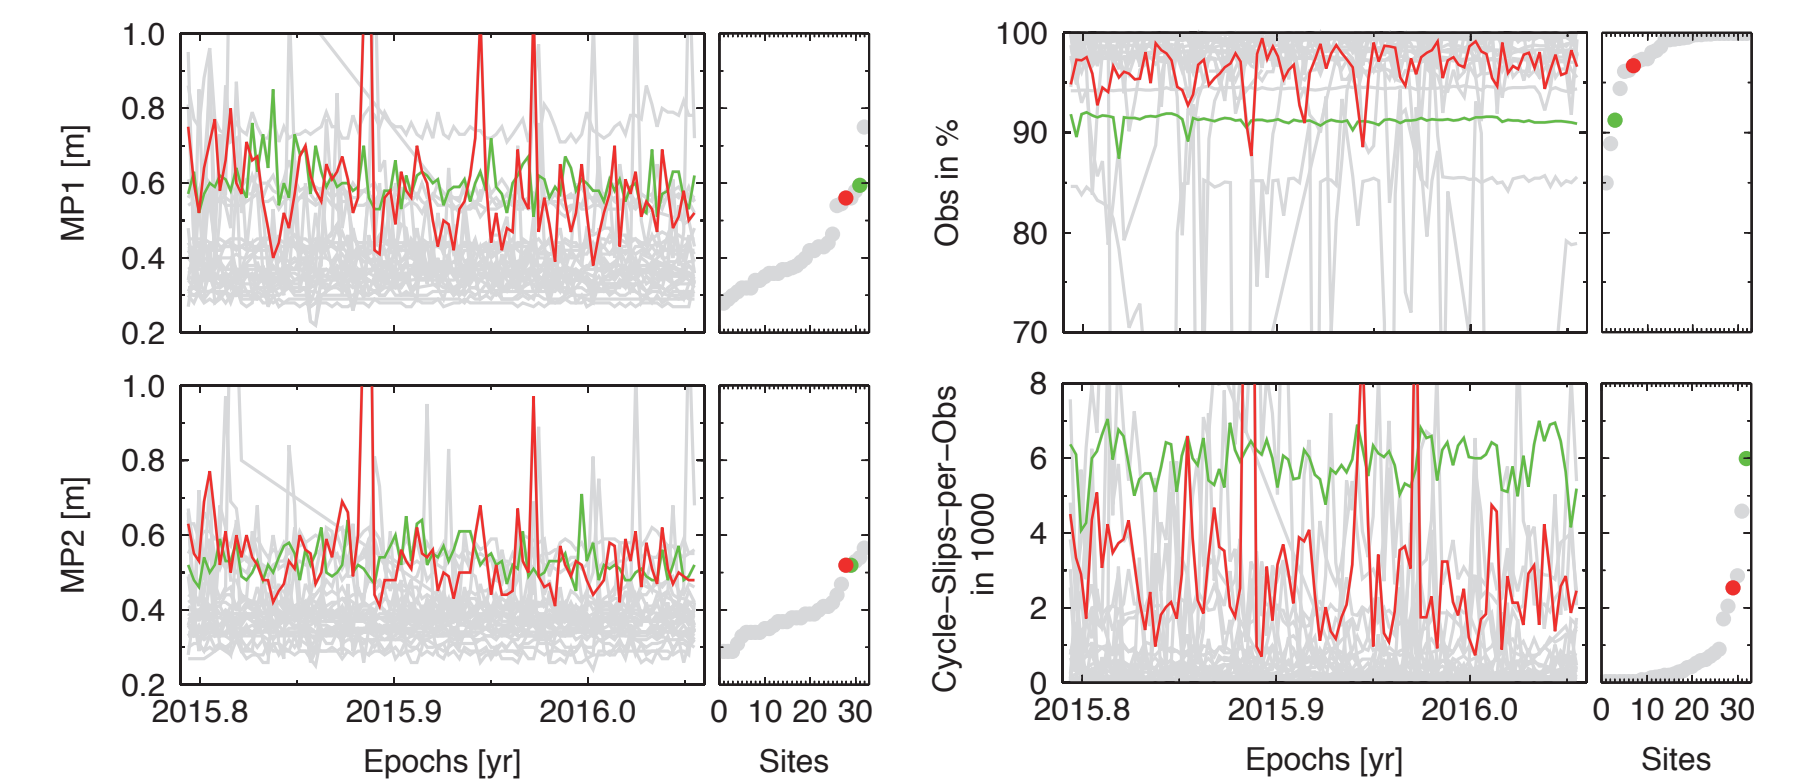 1.0
0.8
0.6
0.4
0.2
MP1 [m]
100
90
80
70
Obs in %
1.0
0.8
0.6
0.4
0.2
MP2 [m]
2015.8 2015.9 2016.0
0 10 20 30
Epochs [yr]
Sites
8
6
4
2
0
Cycle–Slips–per–Obs
in 1000
2015.8 2015.9 2016.0
0 10 20 30
Epochs [yr]
Sites